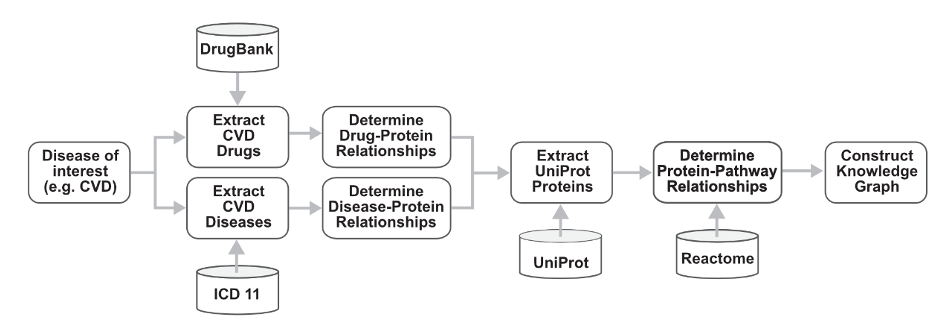 DrugBank
Disease of
interest
(e.g. CVD)
Extract
CVD
Drugs
Determine
Drug-Protein
Relationships
Extract
CVD
Diseases
Determine
Disease-Protein
Relationships
ICD 11
Extract
UniProt
Proteins
UniProt
Determine
Protein-Pathway
Relationships
Reactome
Construct
Knowledge
Graph